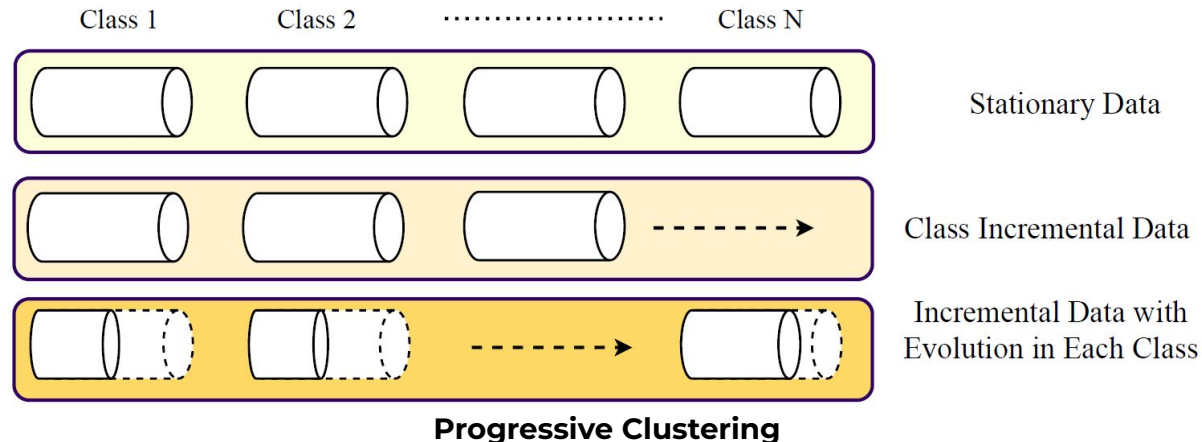 Class 1 Class 2 ........................ Class N
Stationary Data
Class Incremental Data
Incremental Data with
Evolution in Each Class
Progressive Clustering